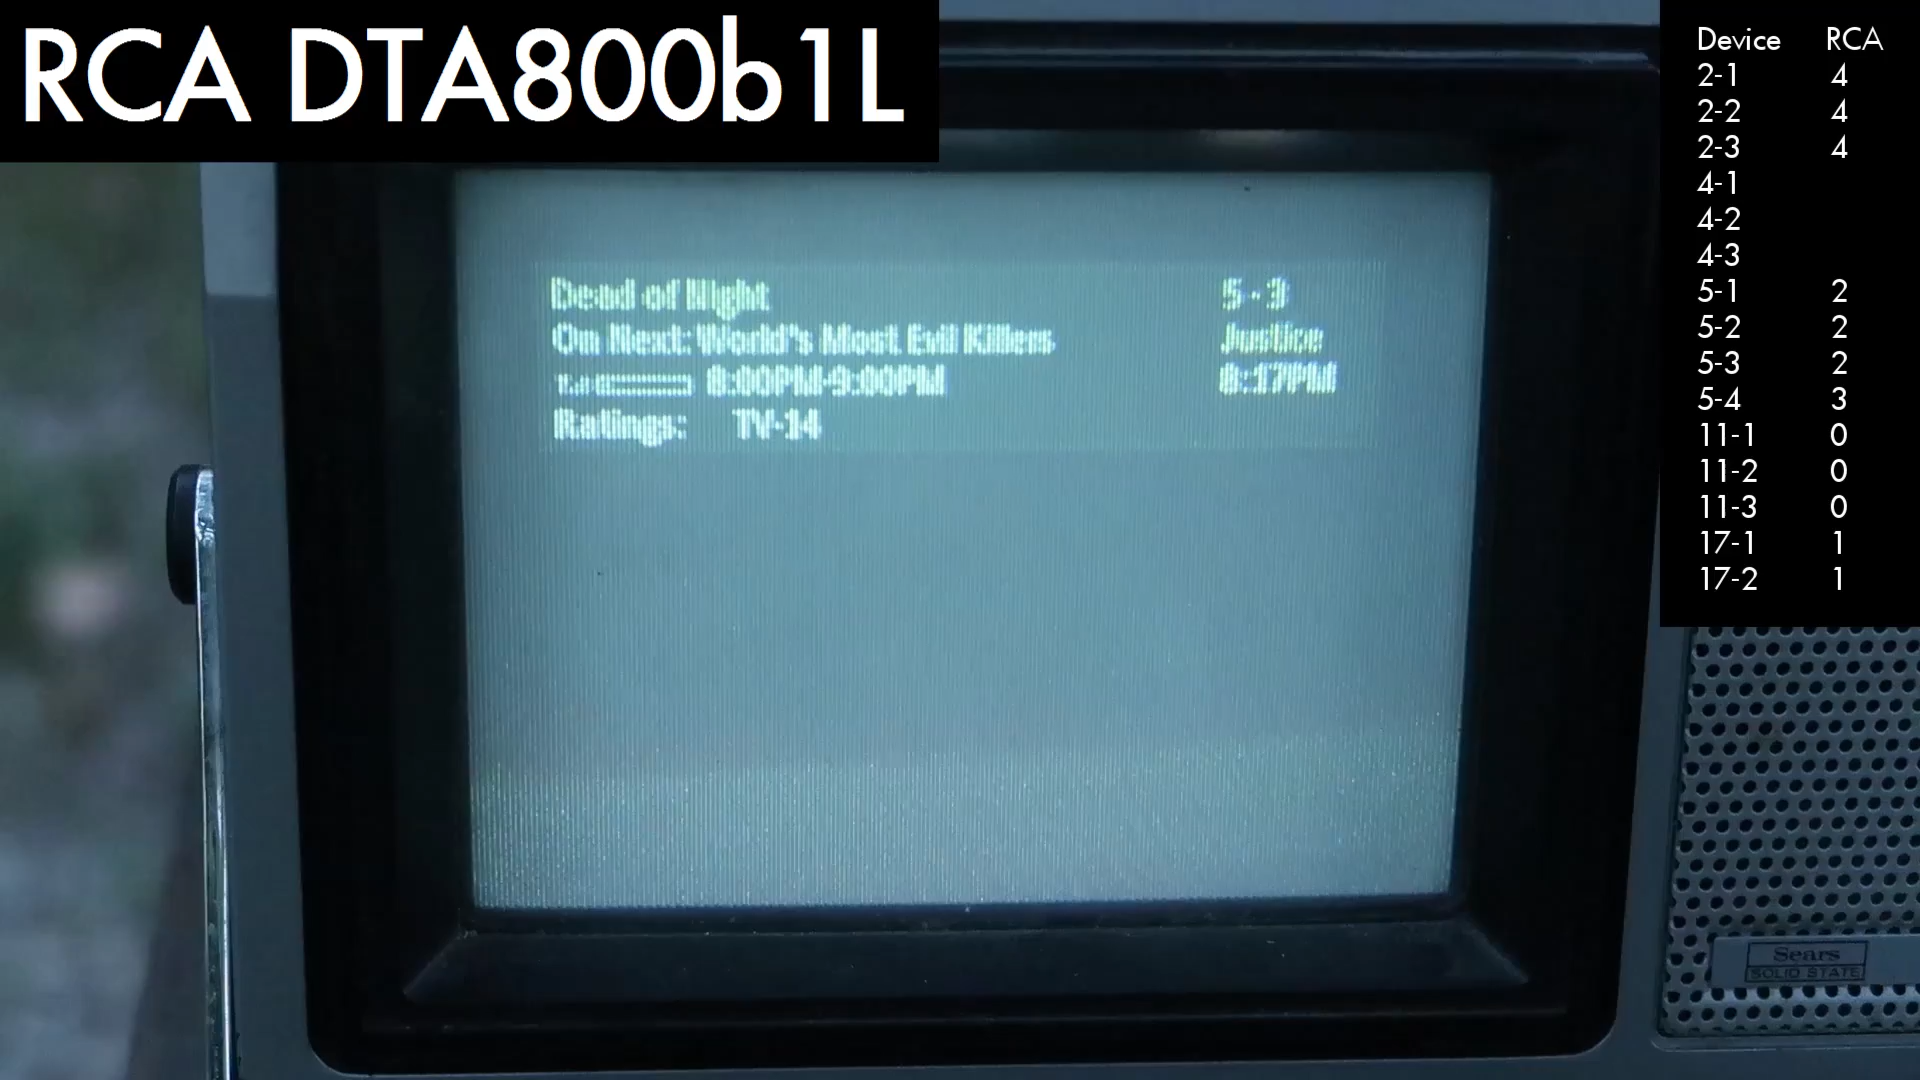 RCA DTA800b1L
Device RCA
2-1 4
2-2 4
2-3 4
4-1
4-2
4-3
5-1 2
5-2 2
5-3 2
5-4 3
11-1 0
11-2 0
11-3 0
17-1 1
17-2 1
Dead of Night 5-3
On Next: World's Most Evil Killers Justice
8:00PM-9:00PM 8:17PM
Ratings: TV-14
Sears
SOLID STATE